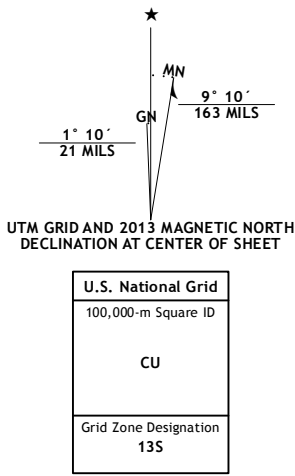 ★
MN
GN
9° 10´
163 MILS
1° 10´
21 MILS
UTM GRID AND 2013 MAGNETIC NORTH
DECLINATION AT CENTER OF SHEET
U.S. National Grid
100,000-m Square ID
CU
Grid Zone Designation
13S